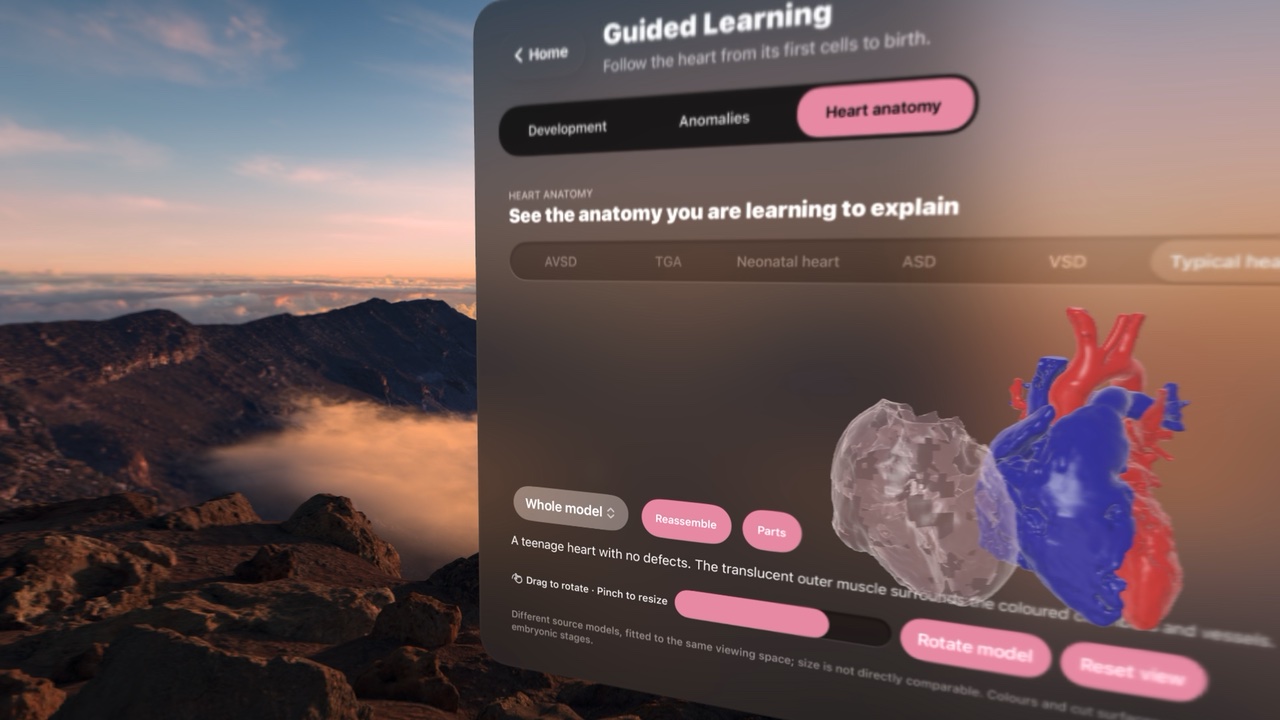 Home
Guided Learning
Follow the heart from its first cells to birth.
Development
Anomalies
Heart anatomy
HEART ANATOMY
See the anatomy you are learning to explain
AVSD
TGA
Neonatal heart
ASD
VSD
Typical
Whole model
Reassemble
Parts
A teenage heart with no defects. The translucent outer muscle surrounds the coloured and vessels.
Drag to rotate · Pinch to resize
Rotate model
Reset view
Different source models, fitted to the same viewing space; size is not directly comparable. Colours and cut
embryonic stages.